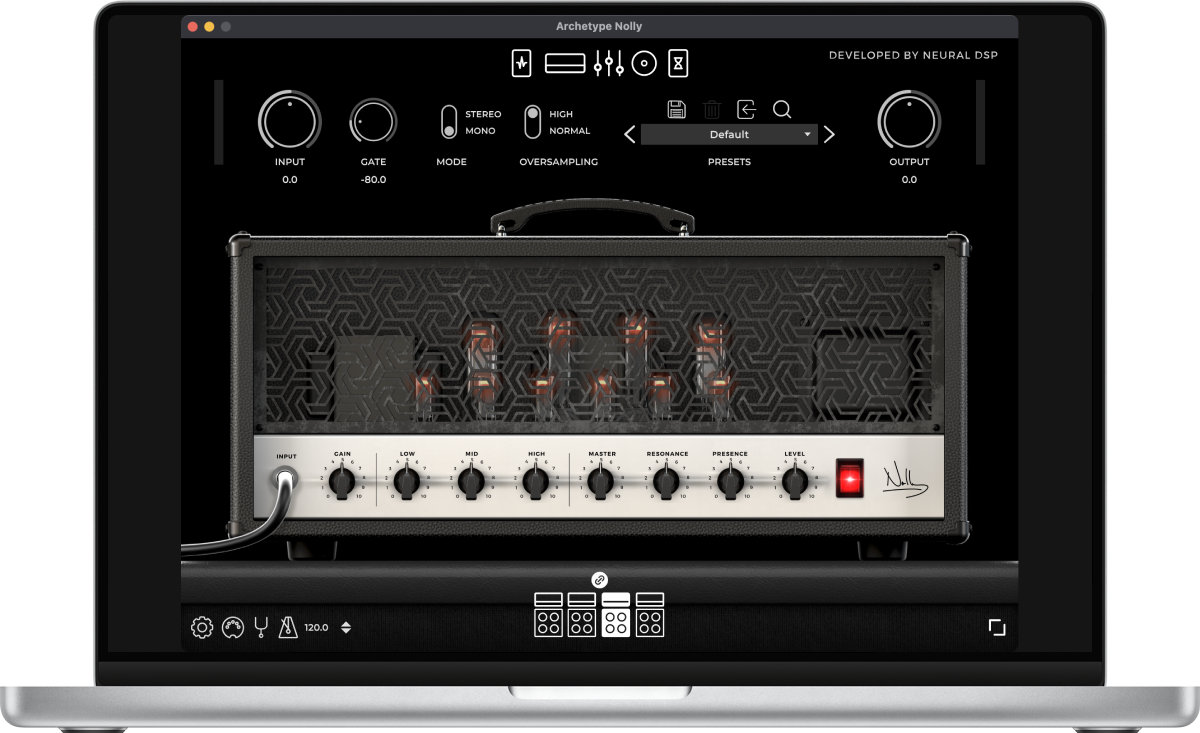 Archetype Nolly
DEVELOPED BY NEURAL DSP
STEREO
MONO
MODE
HIGH
NORMAL
OVERSAMPLING
INPUT
0.0
GATE
-80.0
Default
PRESETS
OUTPUT
0.0
INPUT
GAIN
LOW
MID
HIGH
MASTER
RESONANCE
PRESENCE
LEVEL
Nolly
120.0